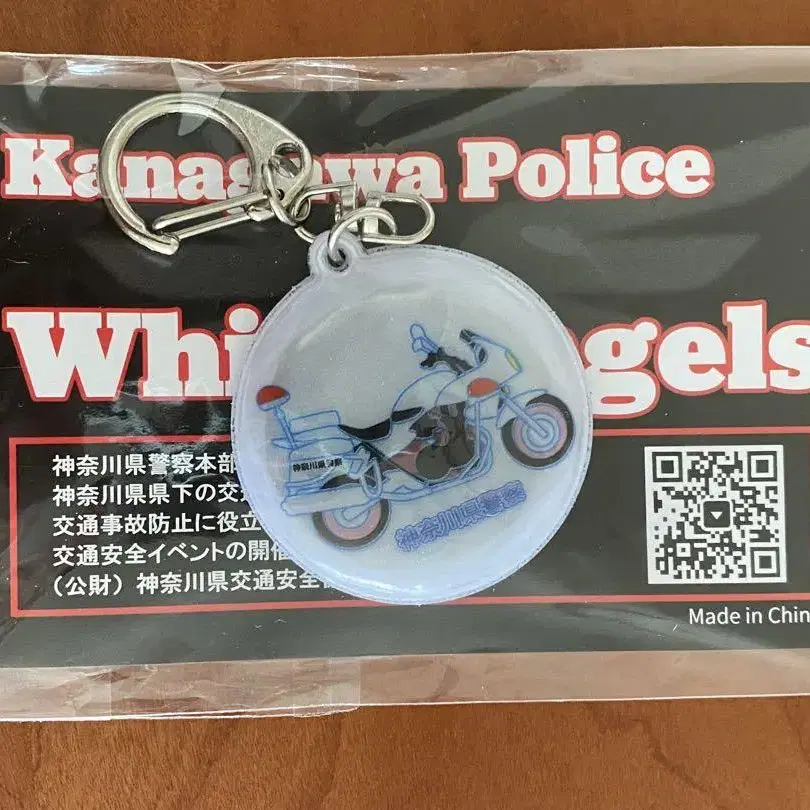 Kanagawa Police
Whi ngels
神奈川県警察本部
神奈川県県下の交通
交通事故防止に役立
交通安全イベントの開催
（公財）神奈川県交通安全
神奈川県警察
神奈川県警察
Made in Chin